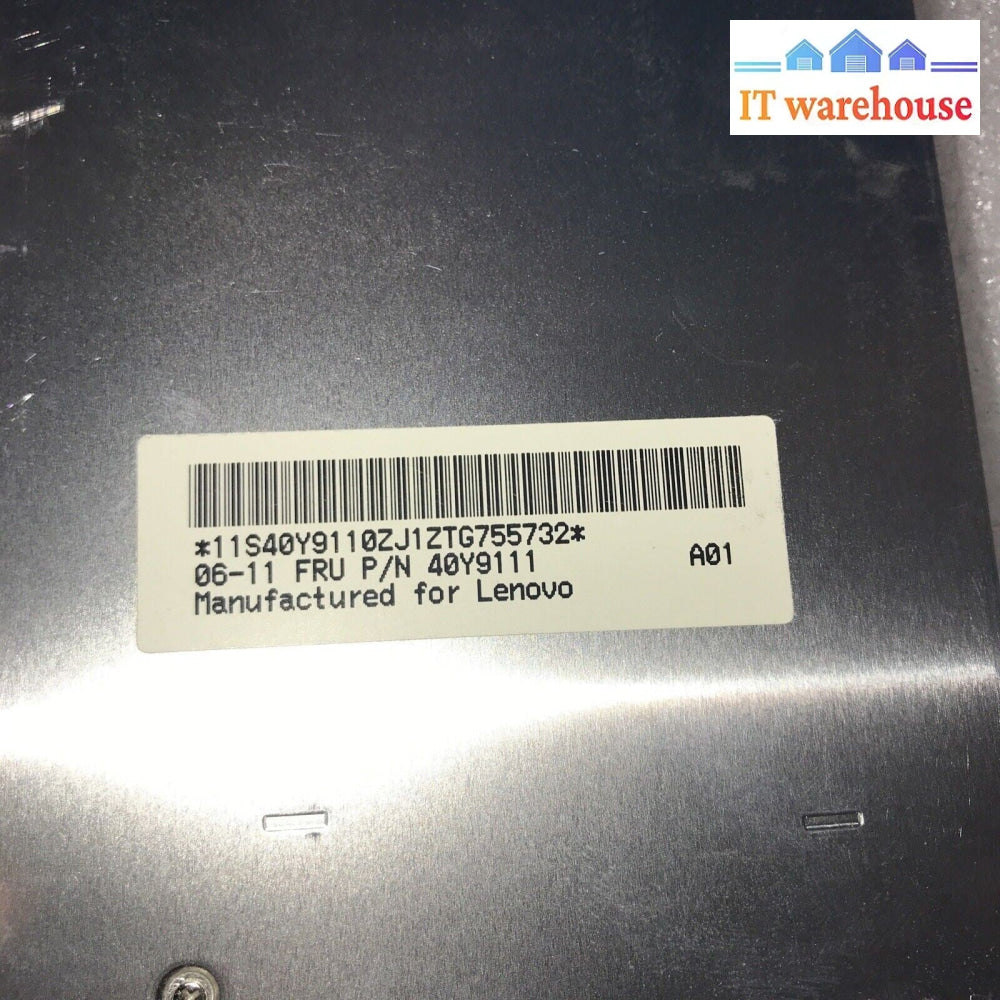 IT warehouse
*11S40Y9110ZJ1ZTG755732*
06-11 FRU P/N 40Y9111
A01
Manufactured for Lenovo